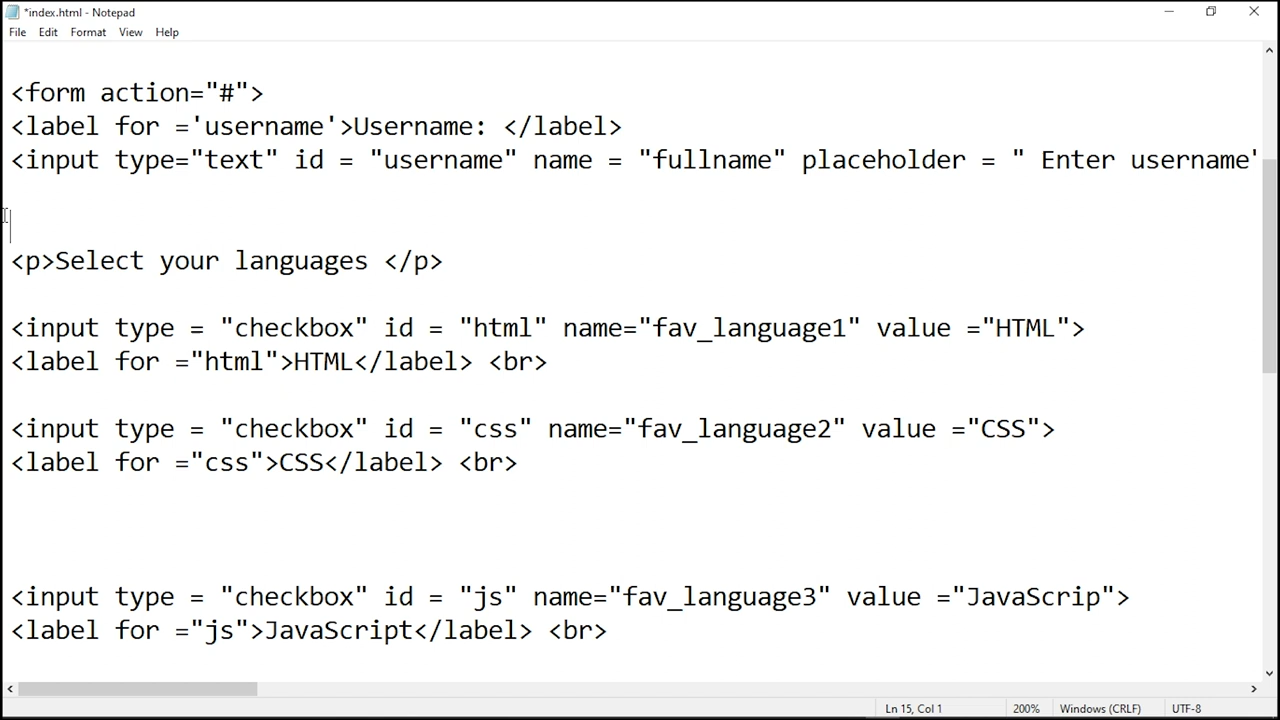 *index.html - Notepad
File Edit Format View Help
<form action="#">
<label for ='username'>Username: </label>
<input type="text" id = "username" name = "fullname" placeholder = " Enter username'
<p>Select your languages </p>
<input type = "checkbox" id = "html" name="fav_language1" value ="HTML">
<label for ="html">HTML</label> <br>
<input type = "checkbox" id = "css" name="fav_language2" value ="CSS">
<label for ="css">CSS</label> <br>
<input type = "checkbox" id = "js" name="fav_language3" value ="JavaScrip">
<label for ="js">JavaScript</label> <br>
Ln 15, Col 1 200% Windows (CRLF) UTF-8